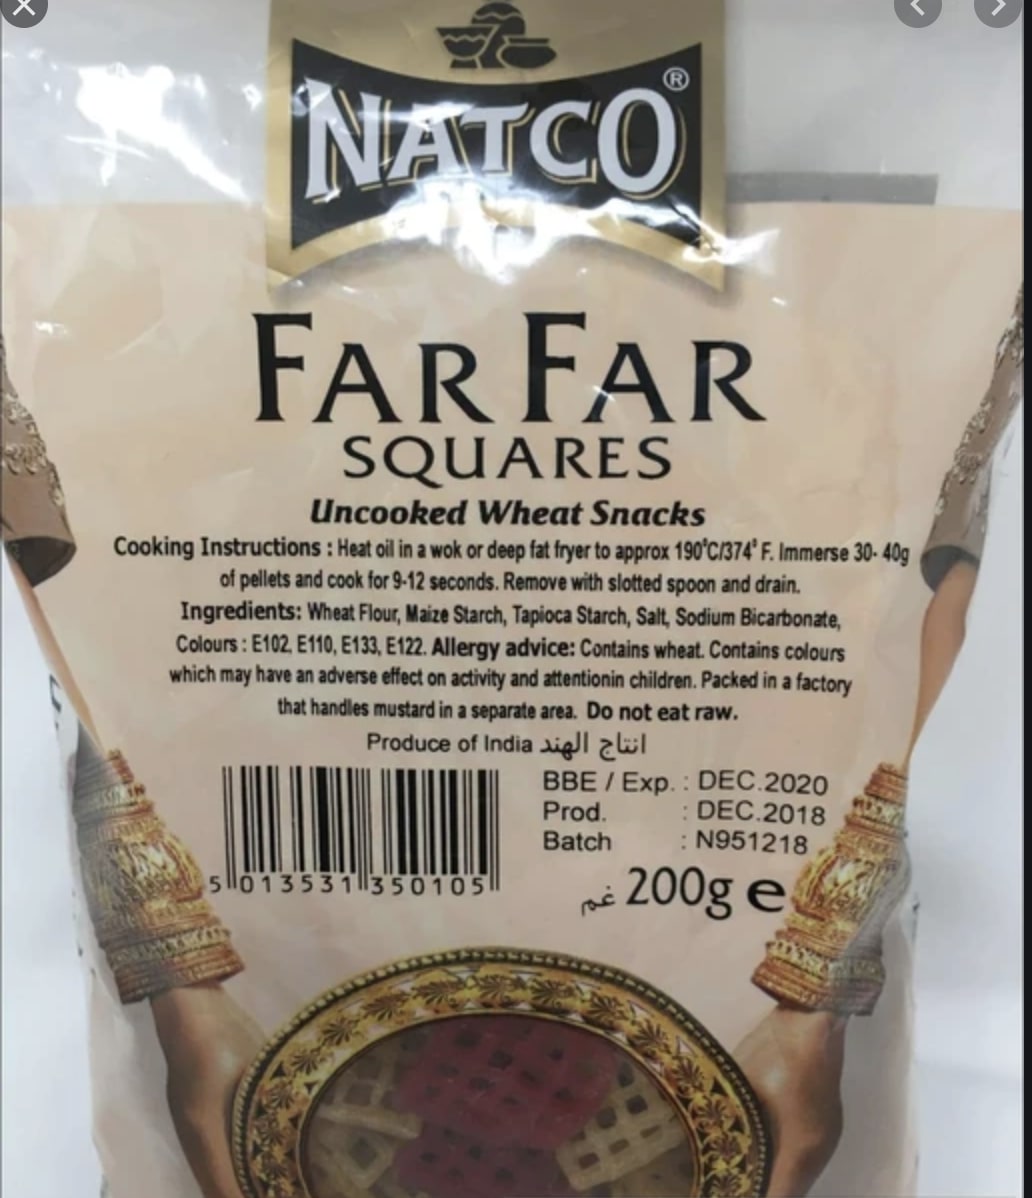 NATCO®
FAR FAR
SQUARES
Uncooked Wheat Snacks
Cooking Instructions : Heat oil in a wok or deep fat fryer to approx 190°C/374° F. Immerse 30- 40g
of pellets and cook for 9-12 seconds. Remove with slotted spoon and drain.
Ingredients: Wheat Flour, Maize Starch, Tapioca Starch, Salt, Sodium Bicarbonate,
Colours : E102, E110, E133, E122. Allergy advice: Contains wheat. Contains colours
which may have an adverse effect on activity and attentionin children. Packed in a factory
that handles mustard in a separate area. Do not eat raw.
Produce of India انتاج الهند
BBE / Exp. : DEC.2020
Prod. : DEC.2018
Batch : N951218
5 013531 350105
غم 200g e